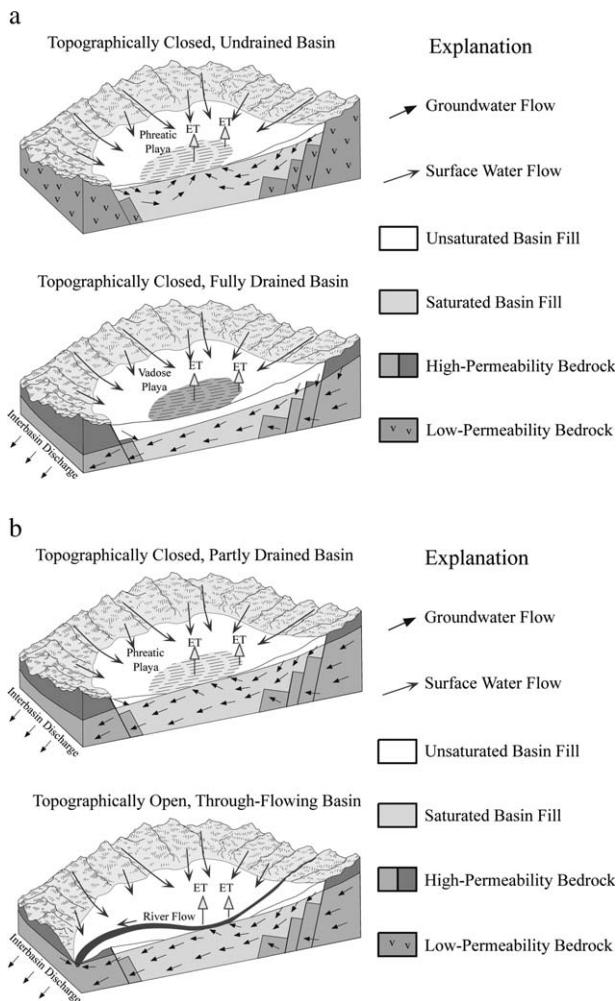 a
Topographically Closed, Undrained Basin
Explanation
ET
ET
Phreatic
Playa
Groundwater Flow
Surface Water Flow
Unsaturated Basin Fill
Topographically Closed, Fully Drained Basin
Saturated Basin Fill
ET
ET
Vadose
Playa
High-Permeability Bedrock
Interbasin Discharge
v v
Low-Permeability Bedrock
b
Topographically Closed, Partly Drained Basin
Explanation
ET
ET
Phreatic
Playa
Groundwater Flow
Surface Water Flow
Interbasin Discharge
Unsaturated Basin Fill
Topographically Open, Through-Flowing Basin
Saturated Basin Fill
ET ET
River Flow
High-Permeability Bedrock
Interbasin Discharge
v v
Low-Permeability Bedrock